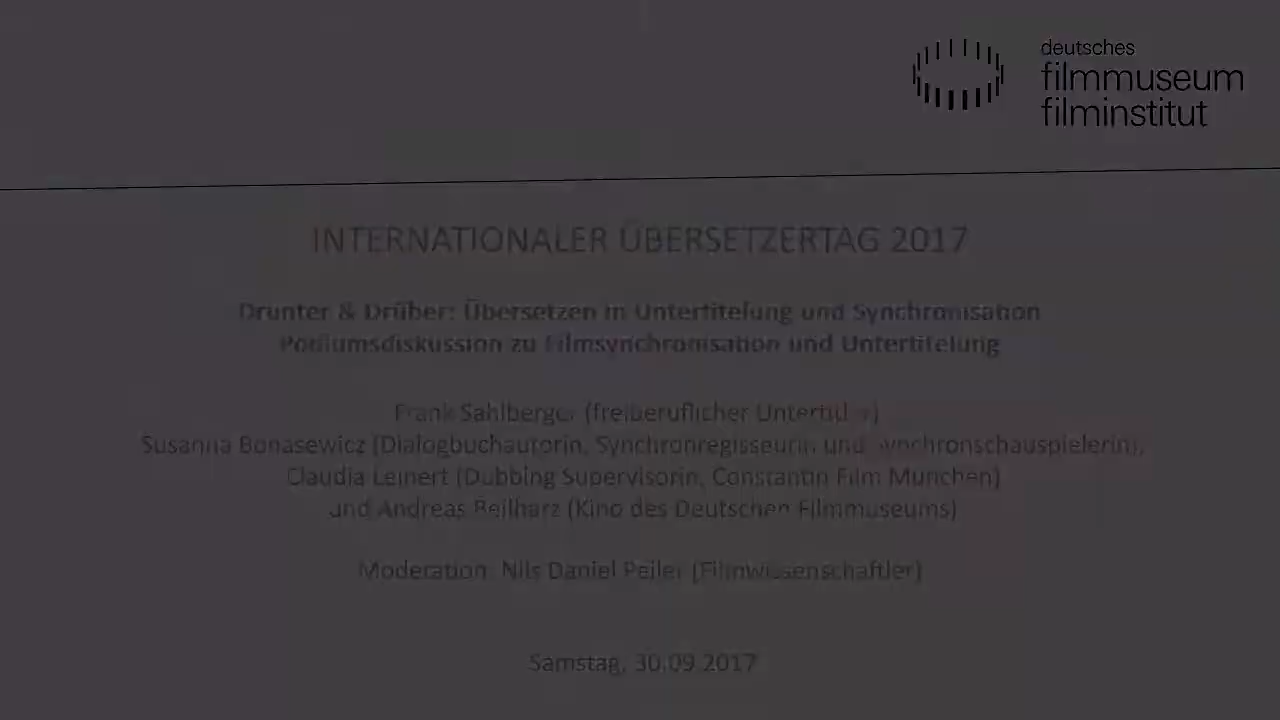 deutsches
filmmuseum
filminstitut
INTERNATIONALER ÜBERSETZERTAG 2017
Drunter & Drüber: Übersetzen in Untertitelung und Synchronisation
Podiumsdiskussion zu Filmsynchronisation und Untertitelung
Frank Sahlberger (freiberuflicher Untertitler)
Susanna Bonasewicz (Dialogbuchautorin, Synchronregisseurin und Synchronschauspielerin),
Claudia Leinert (Dubbing Supervisorin, Constantin Film München)
und Andreas Beilharz (Kino des Deutschen Filmmuseums)
Moderation: Nils Daniel Peiler (Filmwissenschaftler)
Samstag, 30.09.2017